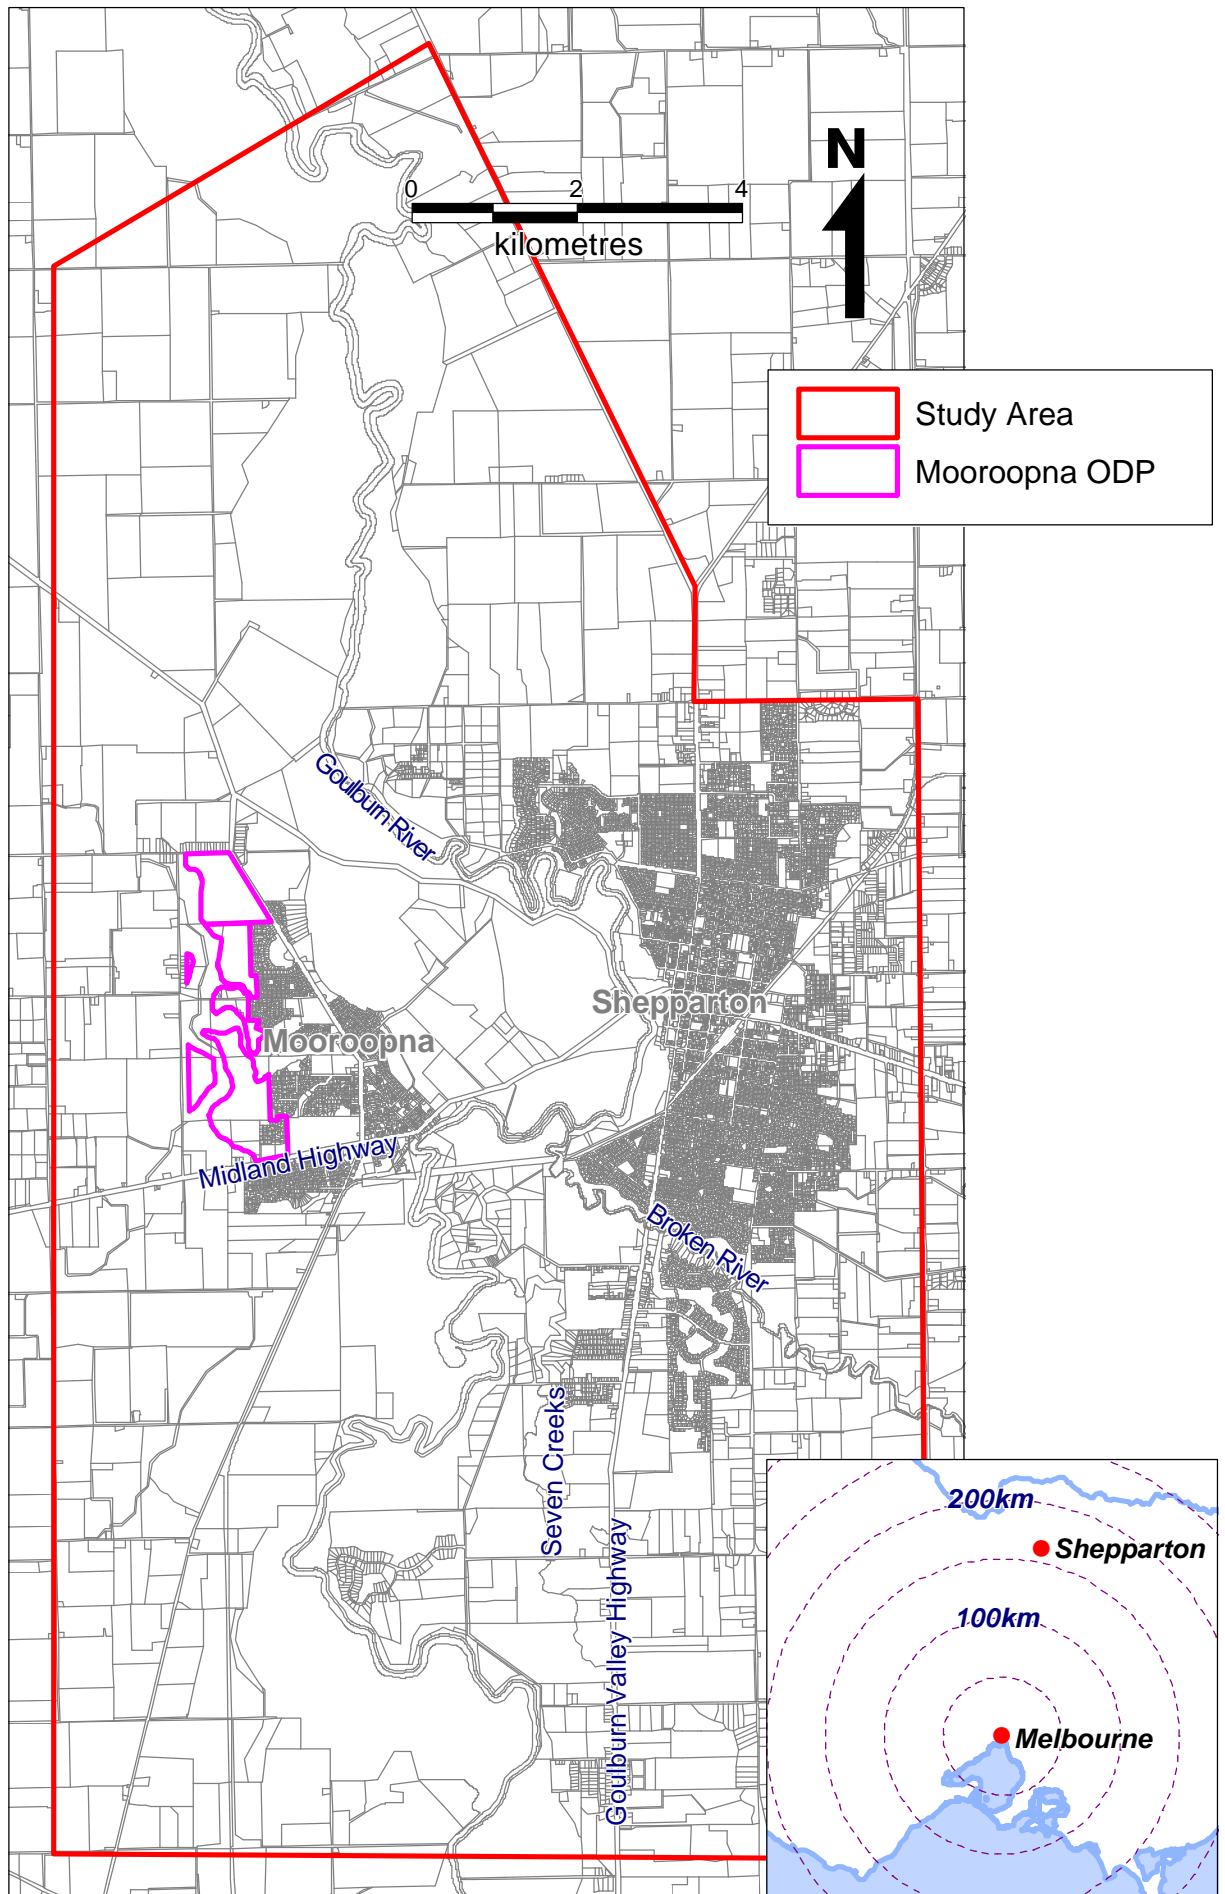 N
0 2 4
kilometres
Study Area
Mooroopna ODP
Goulburn River
Shepparton
Mooroopna
Midland Highway
Broken River
Seven Creeks
Goulburn Valley Highway
200km
Shepparton
100km
Melbourne